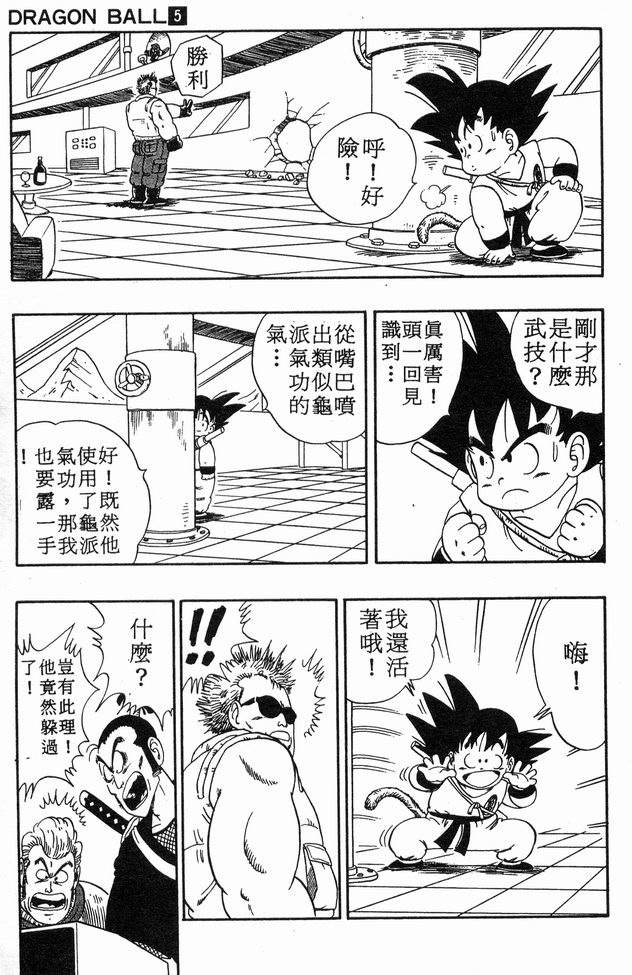 DRAGON BALL 5
呼！好
險！
勝利
剛才那
是什麼
武技？
眞厲害！
頭一回見
識到…
從嘴巴噴
出類似龜
派氣功的
氣…
好！既然他
使用了龜派
氣功，那我
也要露一手
！
嗨！
我還活
著哦！
!!
什麼？
豈有此理！
他竟然躲過
了！